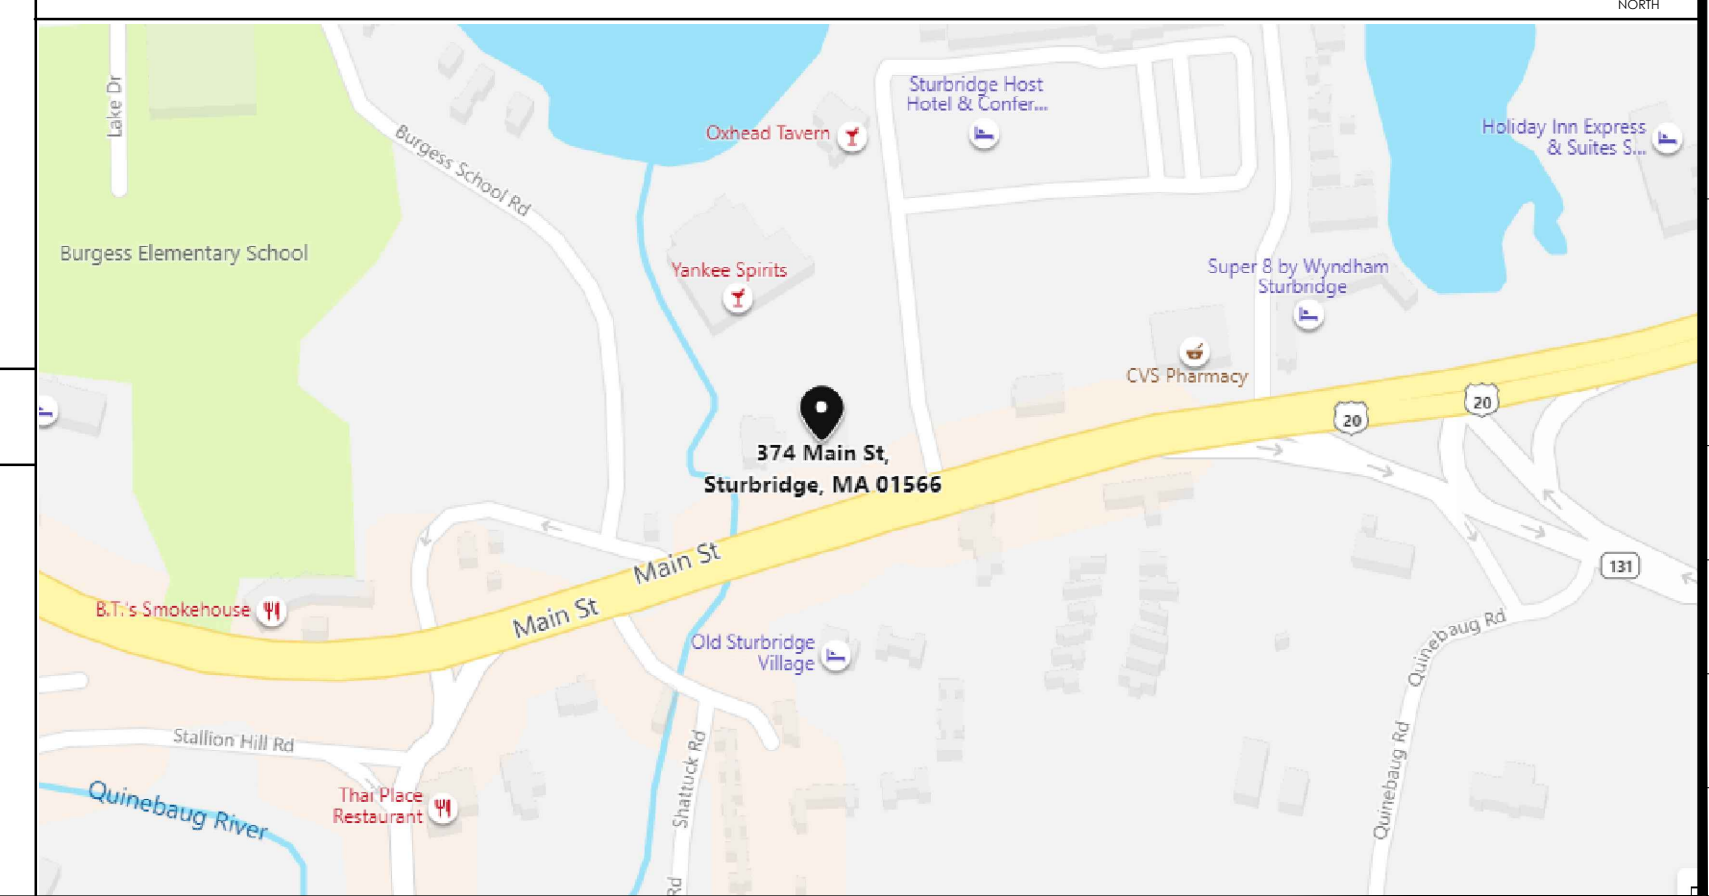 NORTH
Lake Dr
Burgess School Rd
Sturbridge Host
Hotel & Confer...
Oxhead Tavern
Holiday Inn Express
& Suites S...
Burgess Elementary School
Yankee Spirits
Super 8 by Wyndham
Sturbridge
CVS Pharmacy
20
20
374 Main St,
Sturbridge, MA 01566
Main St
Main St
131
B.T.'s Smokehouse
Old Sturbridge
Village
Quinebaug Rd
Stallion Hill Rd
Shattuck Rd
Quinebaug Rd
Quinebaug River
Thai Place
Restaurant
Rd